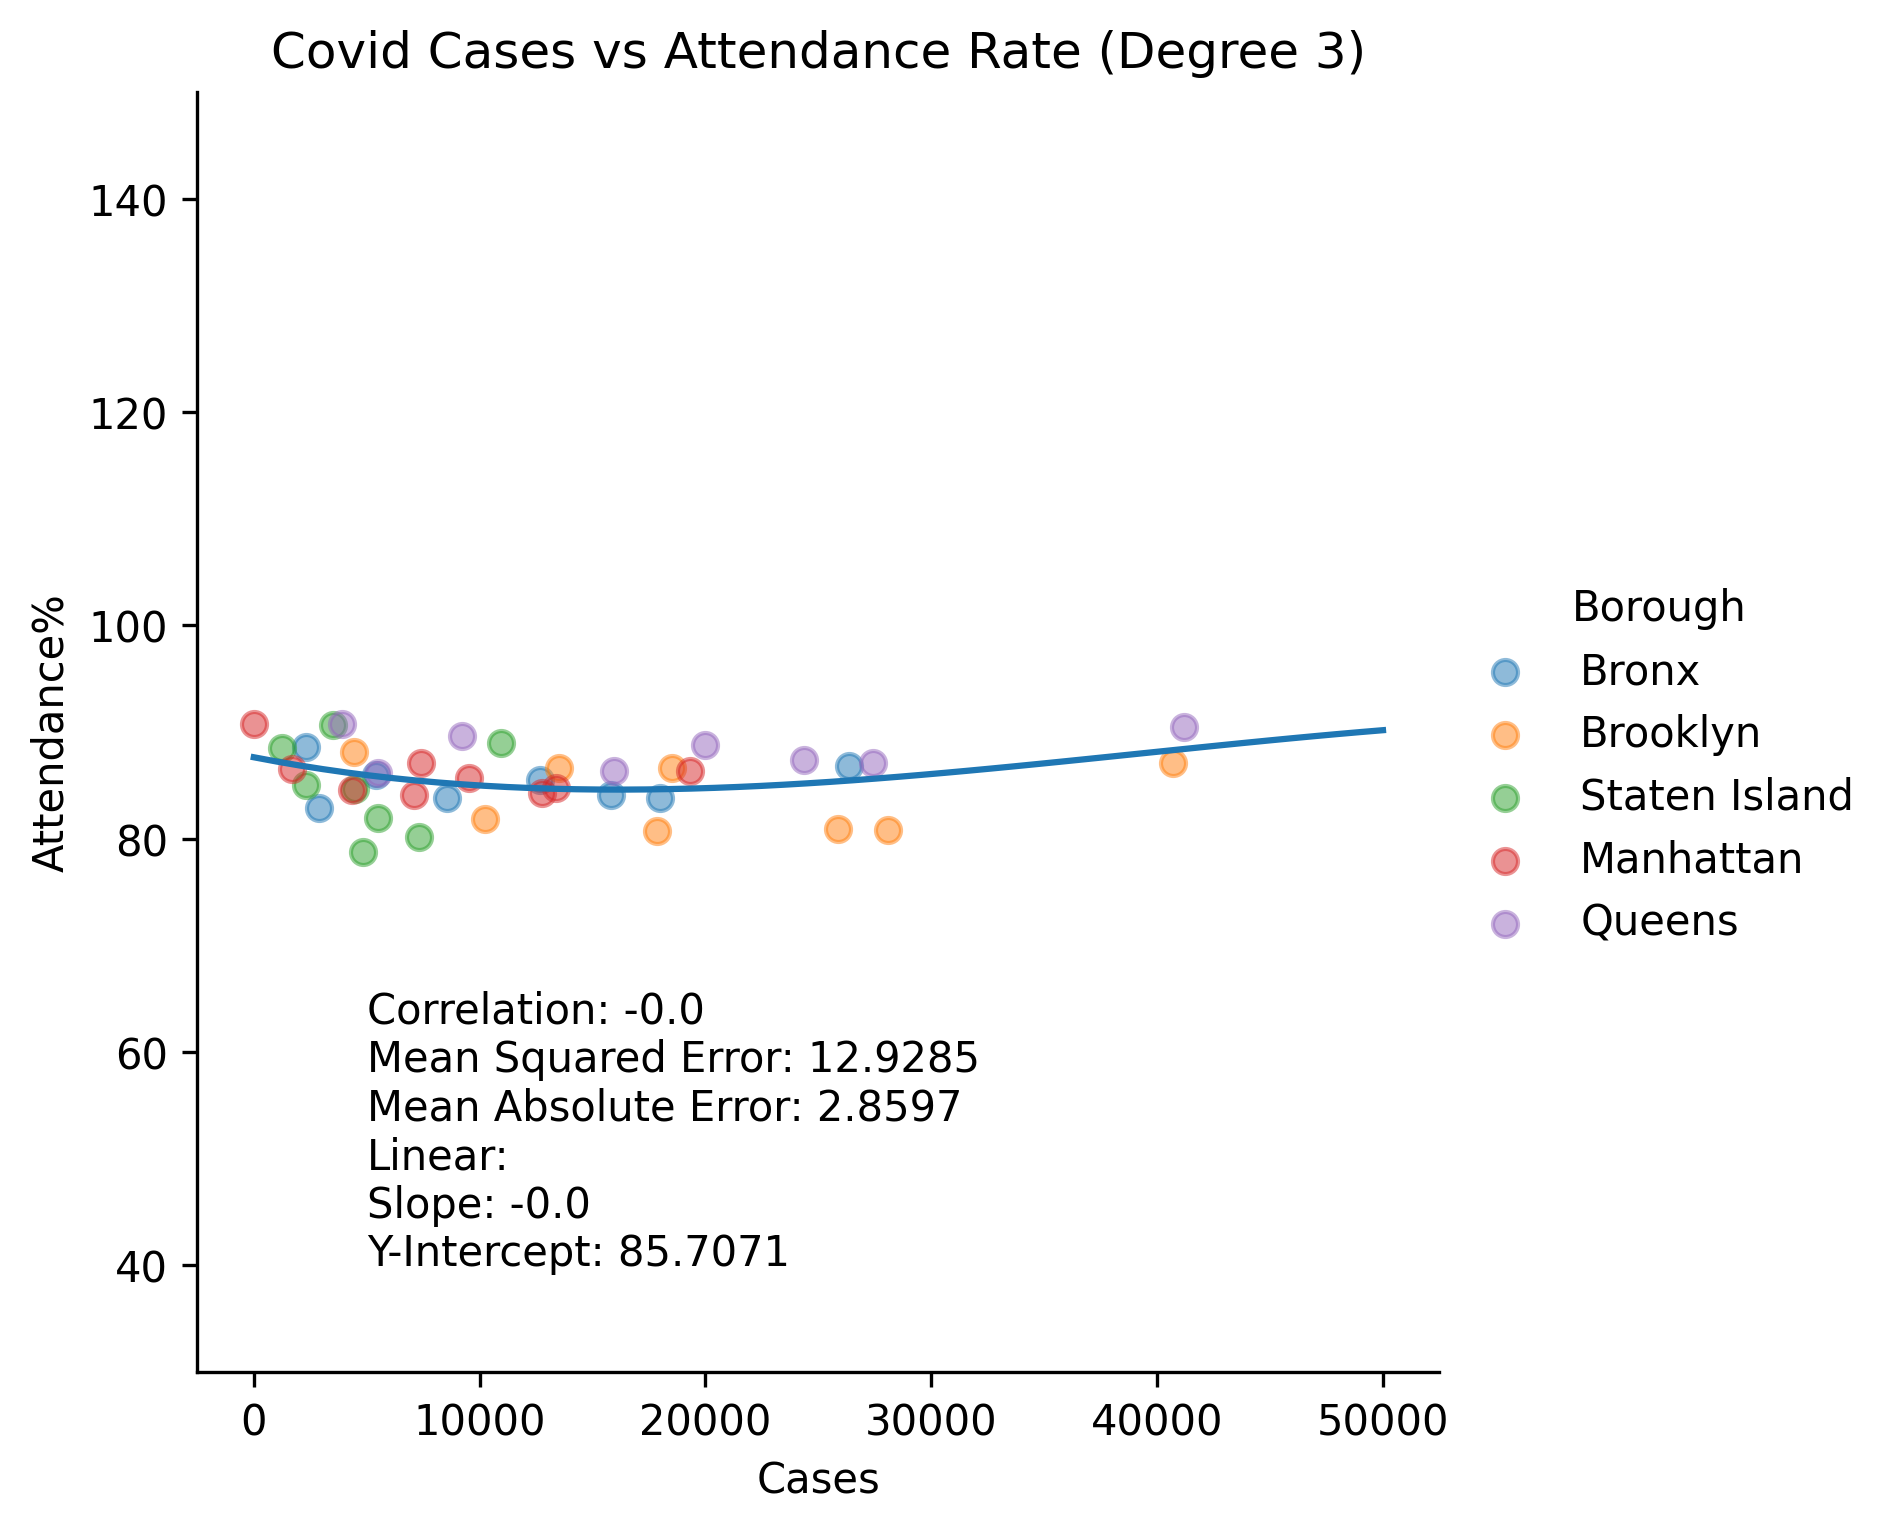 Covid Cases vs Attendance Rate (Degree 3)
140
120
100
80
60
40
Attendance%
Correlation: -0.0
Mean Squared Error: 12.9285
Mean Absolute Error: 2.8597
Linear:
Slope: -0.0
Y-Intercept: 85.7071
0 10000 20000 30000 40000 50000
Cases
Borough
Bronx
Brooklyn
Staten Island
Manhattan
Queens